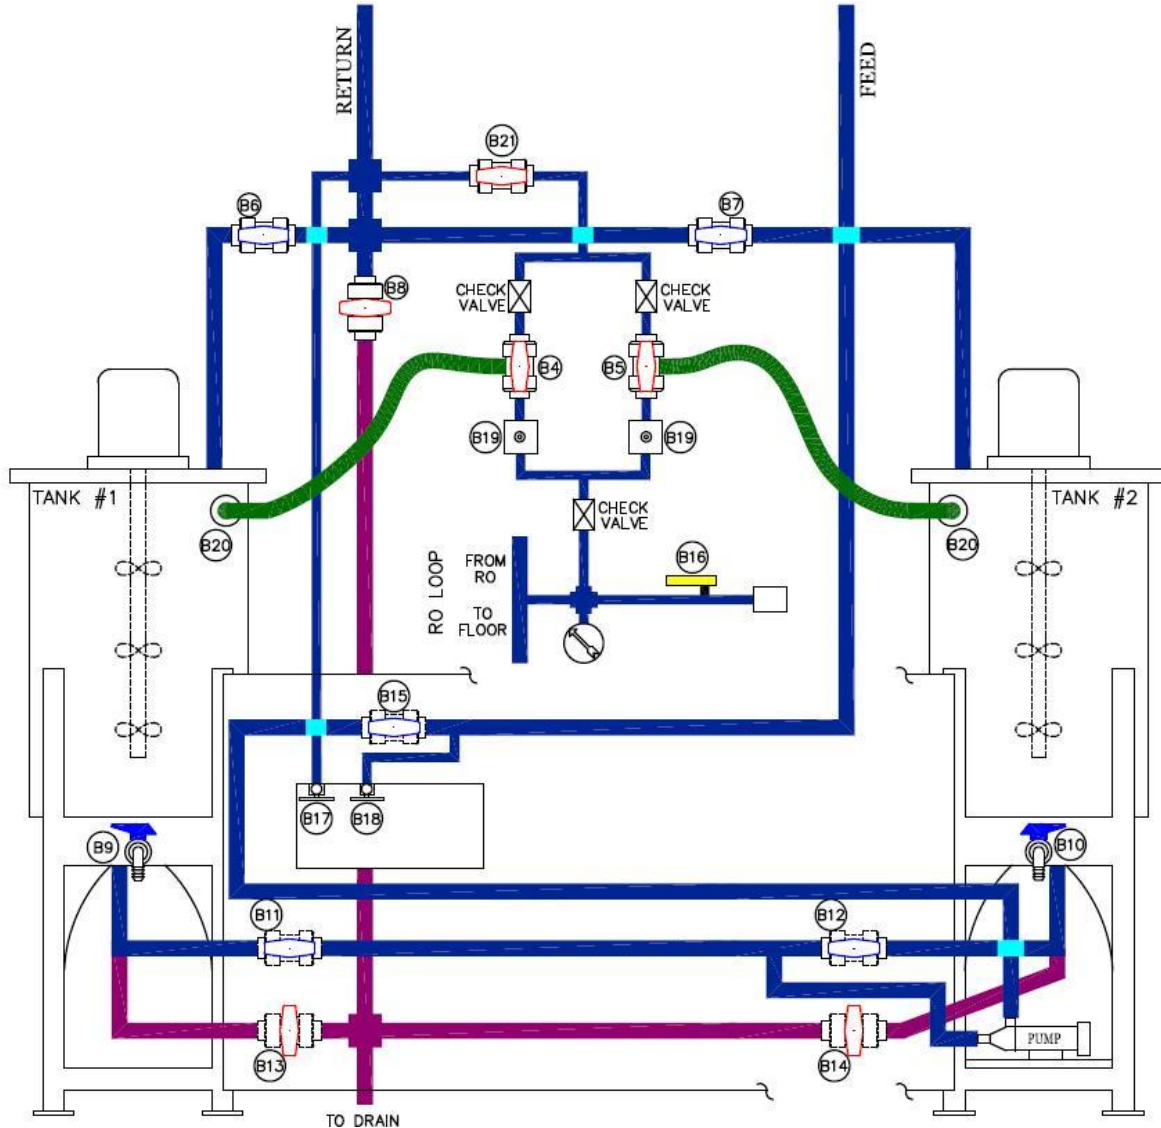 RETURN
FEED
B21
B6
B7
B8
CHECK
VALVE
CHECK
VALVE
B4
B5
B19
B19
TANK #1
TANK #2
B20
B20
CHECK
VALVE
RO LOOP
FROM
RO
TO
FLOOR
B16
B15
B17
B18
B9
B10
B11
B12
B13
B14
PUMP
TO DRAIN